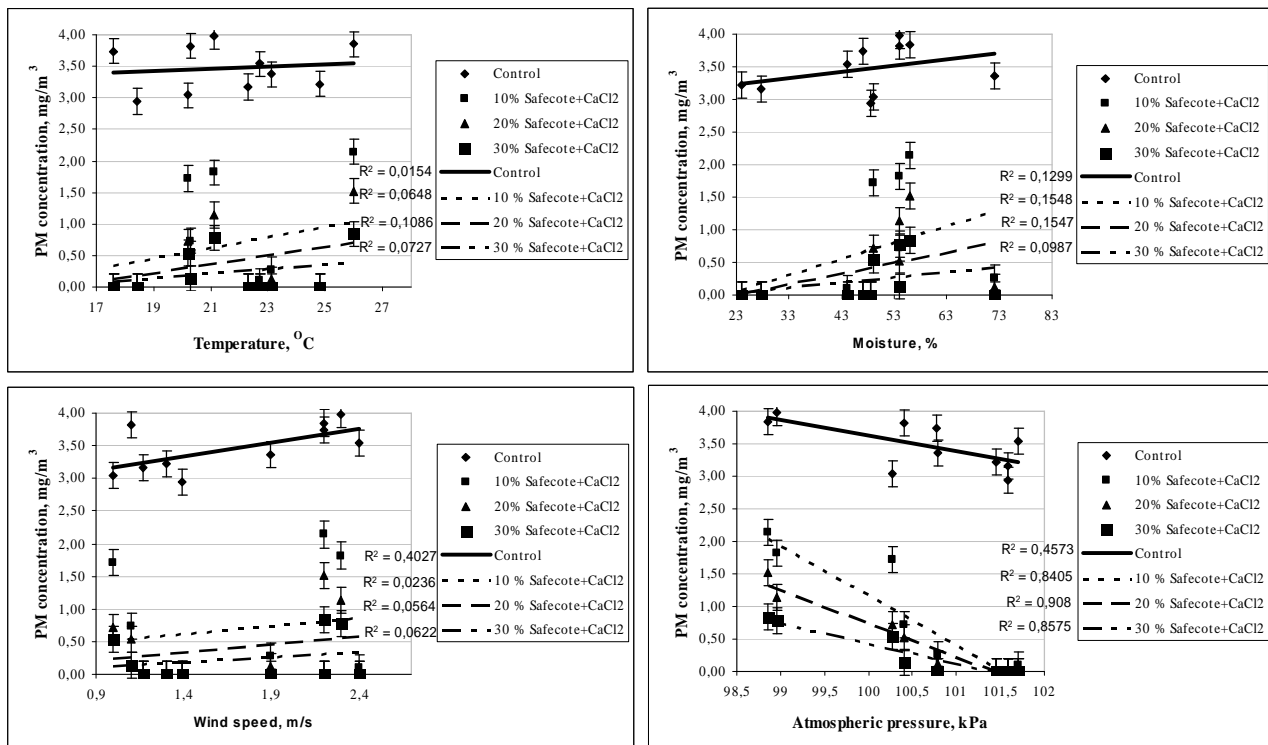 4,00
3,50
3,00
2,50
2,00
1,50
1,00
0,50
0,00
PM concentration, mg/m³
17
19
21
23
25
27
Temperature, ᴼC
R² = 0,0154
R² = 0,0648
R² = 0,1086
R² = 0,0727
Control
10% Safecote+CaCl2
20% Safecote+CaCl2
30% Safecote+CaCl2
Control
10 % Safecote+CaCl2
20 % Safecote+CaCl2
30 % Safecote+CaCl2
4,00
3,50
3,00
2,50
2,00
1,50
1,00
0,50
0,00
PM concentration, mg/m³
23
33
43
53
63
73
83
Moisture, %
R² = 0,1299
R² = 0,1548
R² = 0,1547
R² = 0,0987
Control
10% Safecote+CaCl2
20% Safecote+CaCl2
30% Safecote+CaCl2
Control
10 % Safecote+CaCl2
20 % Safecote+CaCl2
30 % Safecote+CaCl2
4,00
3,50
3,00
2,50
2,00
1,50
1,00
0,50
0,00
PM concentration, mg/m³
0,9
1,4
1,9
2,4
Wind speed, m/s
R² = 0,4027
R² = 0,0236
R² = 0,0564
R² = 0,0622
Control
10% Safecote+CaCl2
20% Safecote+CaCl2
30% Safecote+CaCl2
Control
10 % Safecote+CaCl2
20 % Safecote+CaCl2
30 % Safecote+CaCl2
4,00
3,50
3,00
2,50
2,00
1,50
1,00
0,50
0,00
PM concentration, mg/m³
98,5
99
99,5
100
100,5
101
101,5
102
Atmospheric pressure, kPa
R² = 0,4573
R² = 0,8405
R² = 0,908
R² = 0,8575
Control
10% Safecote+CaCl2
20% Safecote+CaCl2
30% Safecote+CaCl2
Control
10 % Safecote+CaCl2
20 % Safecote+CaCl2
30 % Safecote+CaCl2